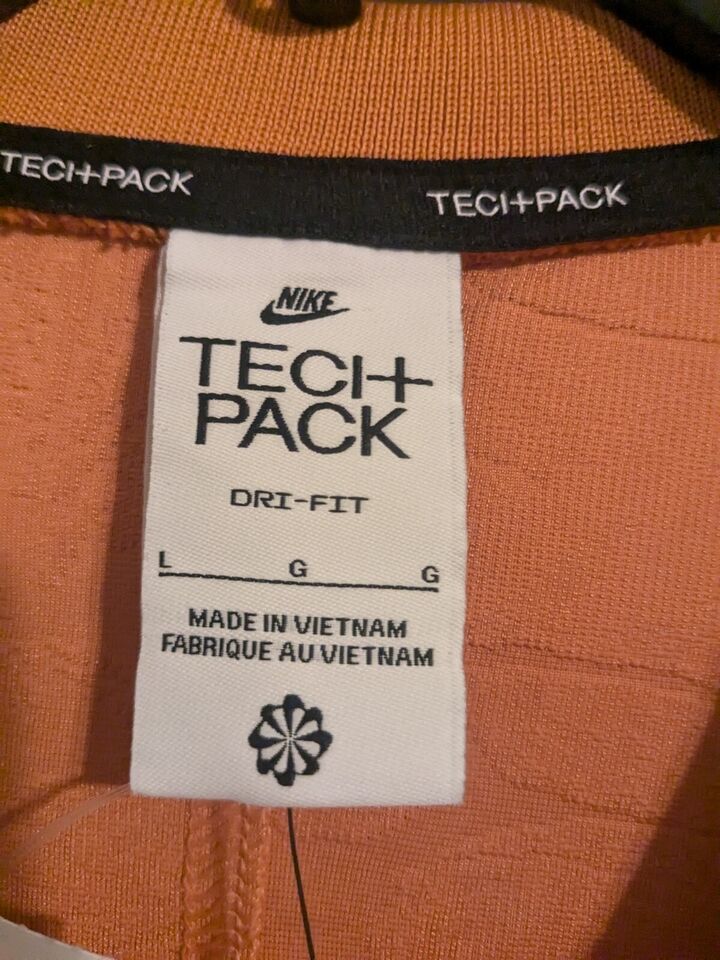 TECH+PACK
TECH+PACK
NIKE
TECH+
PACK
DRI-FIT
L G G
MADE IN VIETNAM
FABRIQUE AU VIETNAM